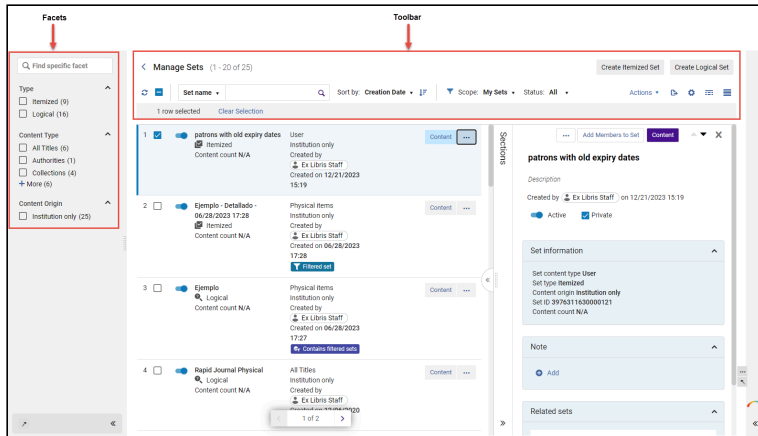 Facets
Toolbar
Find specific facet
Type
Itemized (9)
Logical (16)
Content Type
All Titles (6)
Authorities (1)
Collections (4)
+ More (6)
Content Origin
Institution only (25)
Manage Sets (1 - 20 of 25)
Create Itemized Set Create Logical Set
Set name Sort by: Creation Date Scope: My Sets Status: All Actions
1 row selected Clear Selection
1 patrons with old expiry dates
Itemized
Content count N/A
User
Institution only
Created by
Ex Libris Staff
Created on 12/21/2023
15:19
Content
2 Ejemplo - Detallado -
06/28/2023 17:28
Itemized
Content count N/A
Physical items
Institution only
Created by
Ex Libris Staff
Created on 06/28/2023
17:28
Filtered set
Content
3 Ejemplo
Logical
Content count N/A
Physical items
Institution only
Created by
Ex Libris Staff
Created on 06/28/2023
17:27
Contains filtered sets
Content
4 Rapid Journal Physical
Logical
Content count N/A
All Titles
Institution only
Created by
Ex Libris Staff
Created on 12/06/2020
Content
1 of 2
Sections
Add Members to Set Content
patrons with old expiry dates
Description
Created by Ex Libris Staff on 12/21/2023 15:19
Active Private
Set information
Set content type User
Set type Itemized
Content origin Institution only
Set ID 3976311630000121
Content count N/A
Note
Add
Related sets